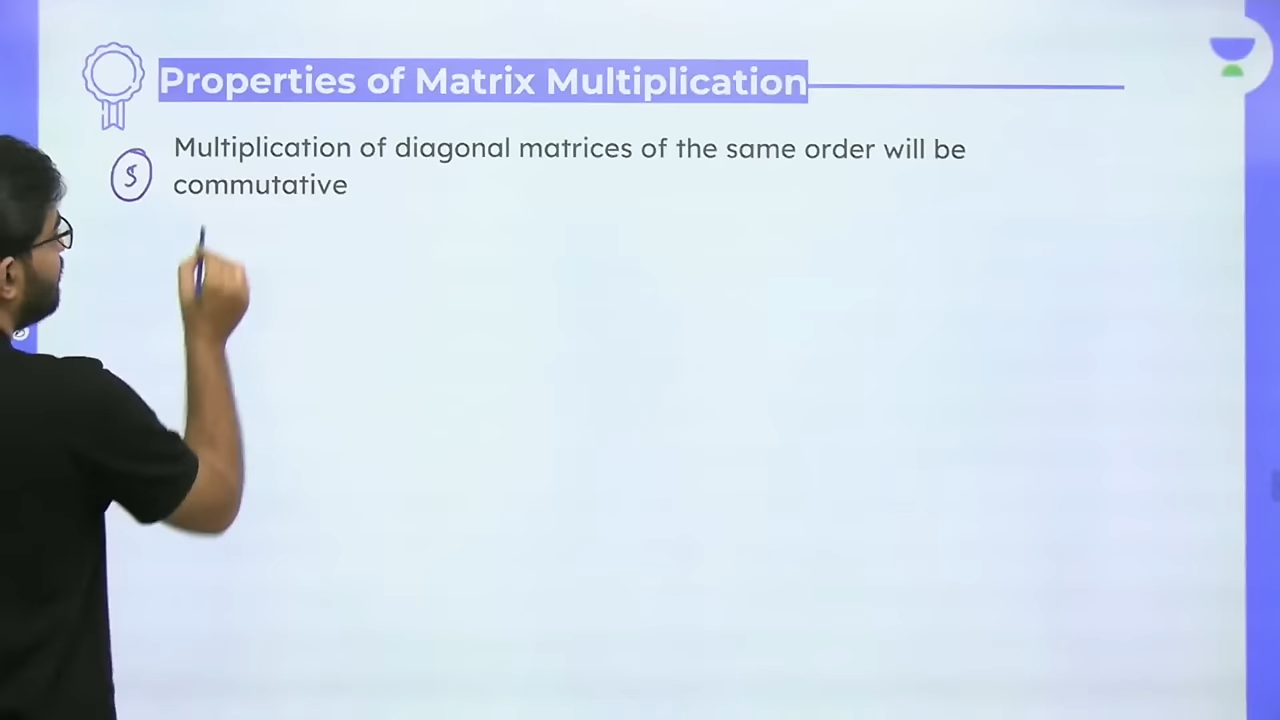 Properties of Matrix Multiplication
5 Multiplication of diagonal matrices of the same order will be
commutative